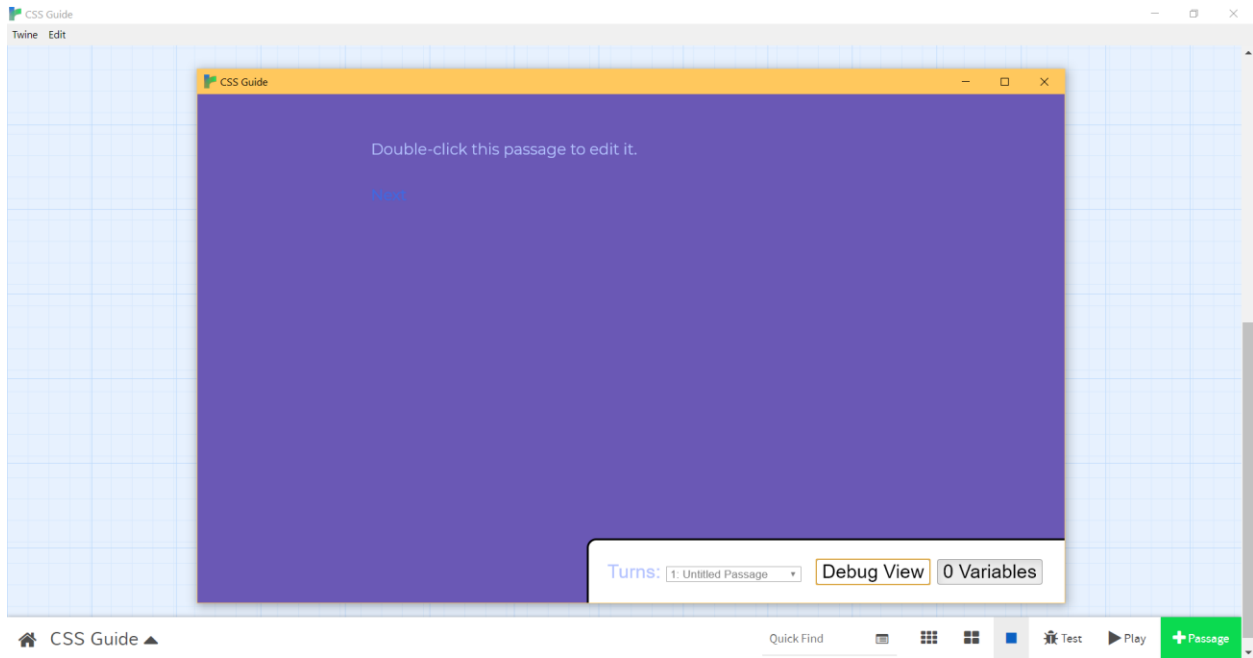 CSS Guide
Twine Edit
CSS Guide
Double-click this passage to edit it.
Turns: 1: Untitled Passage Debug View 0 Variables
CSS Guide Quick Find Test Play Passage